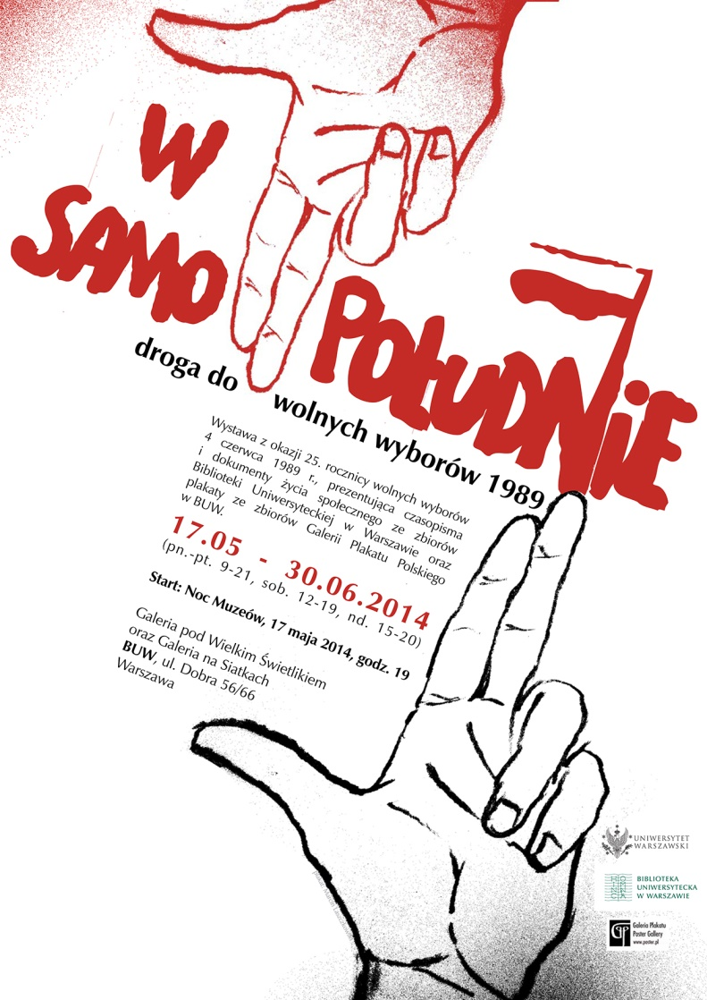 W
SAMO
POŁUDNiE
droga do wolnych wyborów 1989
Wystawa z okazji 25. rocznicy wolnych wyborów
4 czerwca 1989 r., prezentująca czasopisma
i dokumenty życia społecznego ze zbiorów
Biblioteki Uniwersyteckiej w Warszawie oraz
plakaty ze zbiorów Galerii Plakatu Polskiego
w BUW.
17.05 - 30.06.2014
(pn.-pt. 9-21, sob. 12-19, nd. 15-20)
Start: Noc Muzeów, 17 maja 2014, godz. 19
Galeria pod Wielkim Świetlikiem
oraz Galeria na Siatkach
BUW, ul. Dobra 56/66
Warszawa
UNIWERSYTET
WARSZAWSKI
BIBLIOTEKA
UNIWERSYTECKA
W WARSZAWIE
Galeria Plakatu
Poster Gallery
www.poster.pl